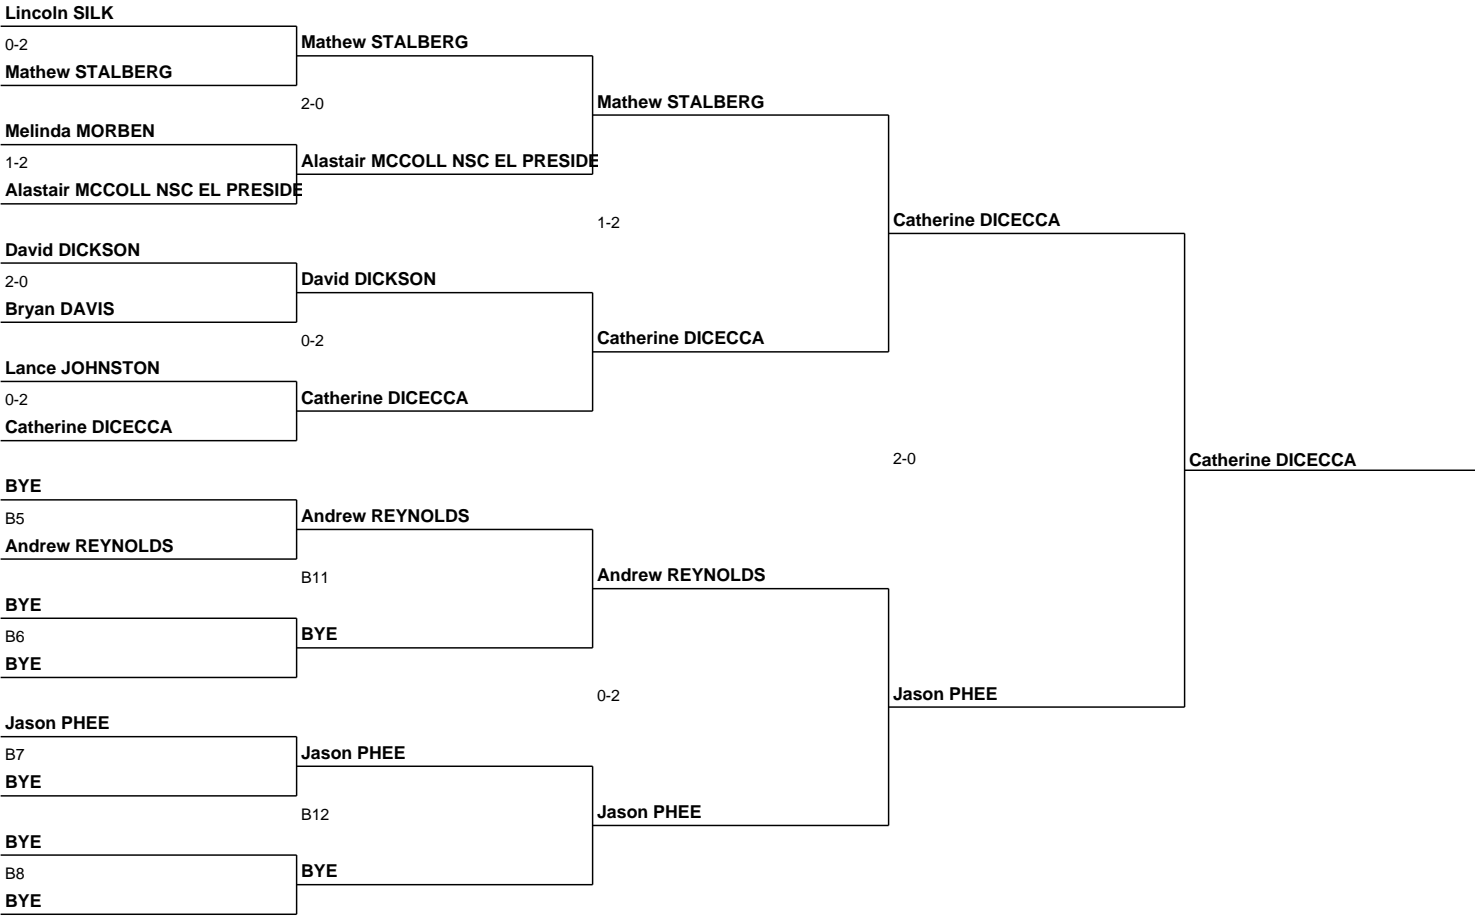 Lincoln SILK
0-2
Mathew STALBERG
Melinda MORBEN
1-2
Alastair MCCOLL NSC EL PRESIDE
David DICKSON
2-0
Bryan DAVIS
Lance JOHNSTON
0-2
Catherine DICECCA
BYE
B5
Andrew REYNOLDS
BYE
B6
BYE
Jason PHEE
B7
BYE
BYE
B8
BYE
Mathew STALBERG
2-0
Alastair MCCOLL NSC EL PRESIDE
David DICKSON
0-2
Catherine DICECCA
Andrew REYNOLDS
B11
BYE
Jason PHEE
B12
BYE
Mathew STALBERG
1-2
Catherine DICECCA
Andrew REYNOLDS
0-2
Jason PHEE
Catherine DICECCA
2-0
Jason PHEE
Catherine DICECCA